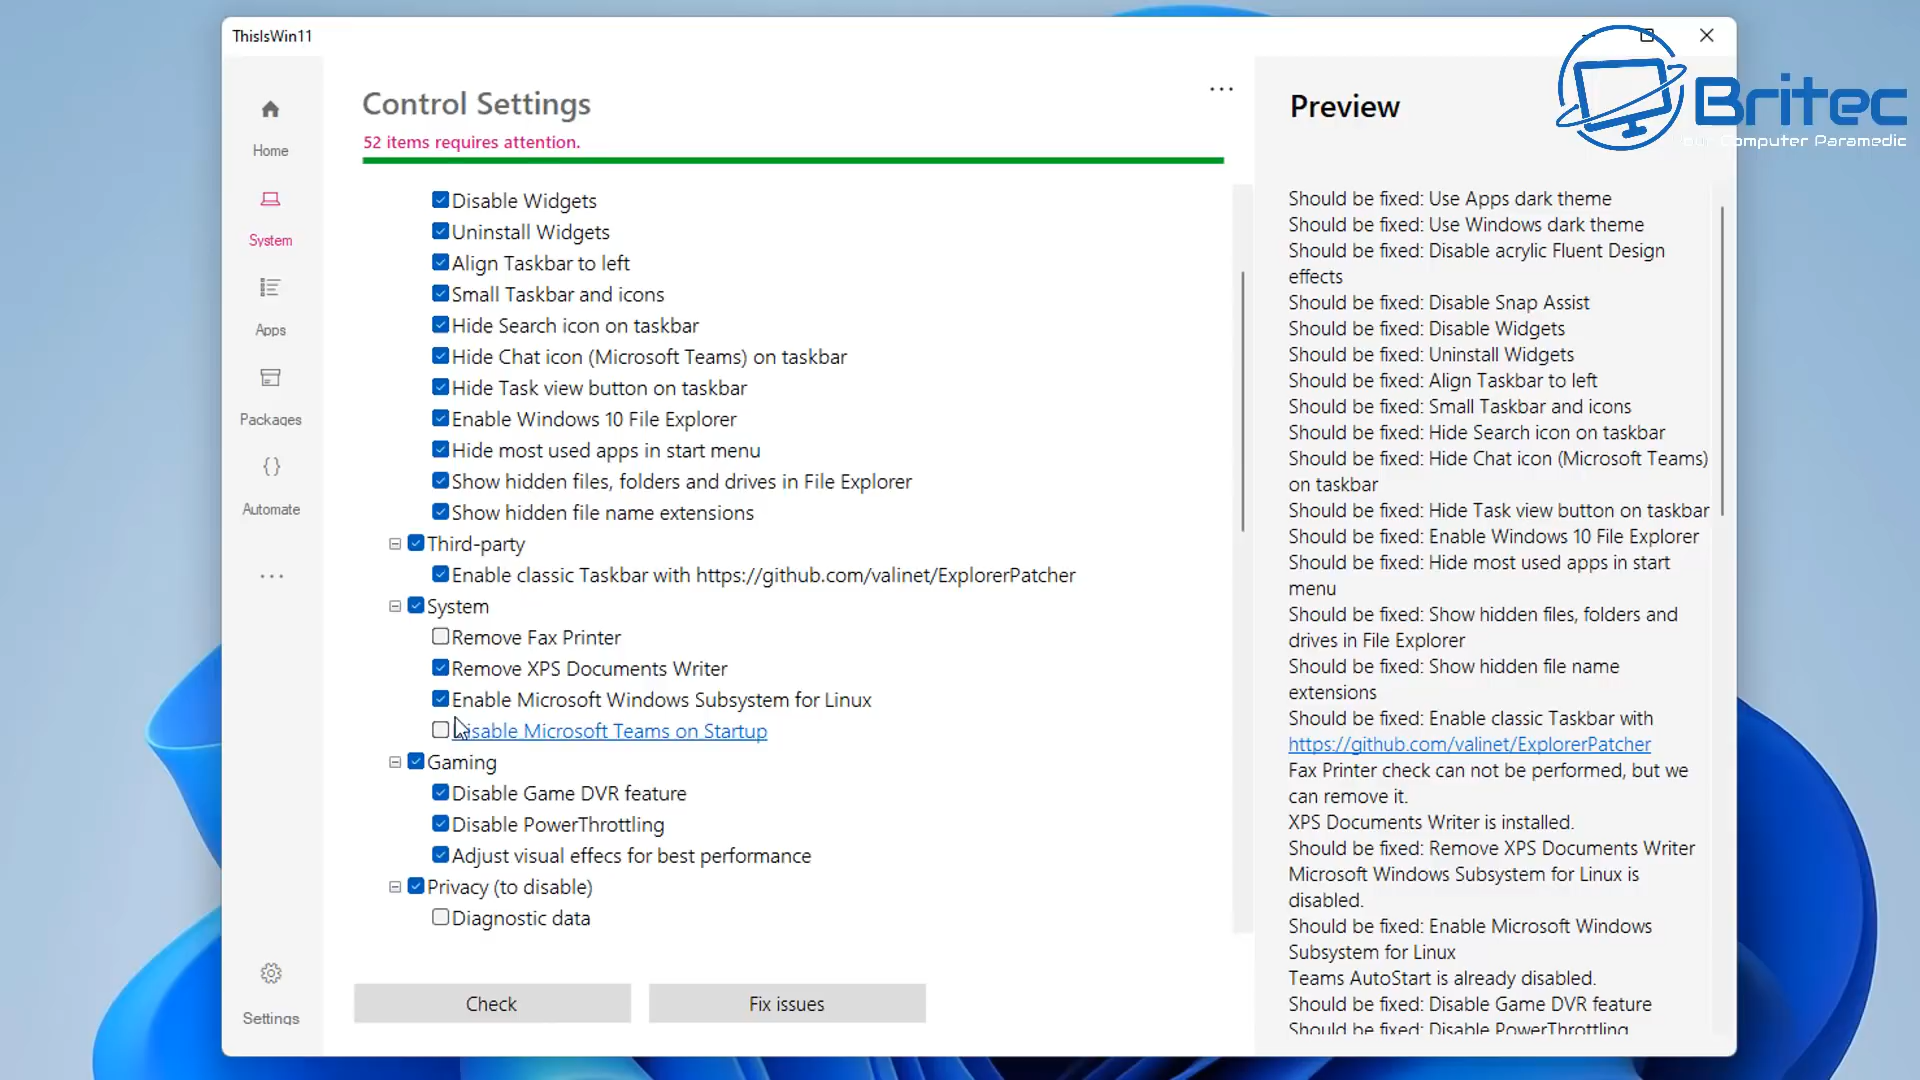 ThisIsWin11
Britec
Computer Paramedic
Home
System
Apps
Packages
{}
Automate
...
Settings
Control Settings
...
52 items requires attention.
Disable Widgets
Uninstall Widgets
Align Taskbar to left
Small Taskbar and icons
Hide Search icon on taskbar
Hide Chat icon (Microsoft Teams) on taskbar
Hide Task view button on taskbar
Enable Windows 10 File Explorer
Hide most used apps in start menu
Show hidden files, folders and drives in File Explorer
Show hidden file name extensions
Third-party
Enable classic Taskbar with https://github.com/valinet/ExplorerPatcher
System
Remove Fax Printer
Remove XPS Documents Writer
Enable Microsoft Windows Subsystem for Linux
Disable Microsoft Teams on Startup
Gaming
Disable Game DVR feature
Disable PowerThrottling
Adjust visual effecs for best performance
Privacy (to disable)
Diagnostic data
Check
Fix issues
Preview
Should be fixed: Use Apps dark theme
Should be fixed: Use Windows dark theme
Should be fixed: Disable acrylic Fluent Design
effects
Should be fixed: Disable Snap Assist
Should be fixed: Disable Widgets
Should be fixed: Uninstall Widgets
Should be fixed: Align Taskbar to left
Should be fixed: Small Taskbar and icons
Should be fixed: Hide Search icon on taskbar
Should be fixed: Hide Chat icon (Microsoft Teams)
on taskbar
Should be fixed: Hide Task view button on taskbar
Should be fixed: Enable Windows 10 File Explorer
Should be fixed: Hide most used apps in start
menu
Should be fixed: Show hidden files, folders and
drives in File Explorer
Should be fixed: Show hidden file name
extensions
Should be fixed: Enable classic Taskbar with
https://github.com/valinet/ExplorerPatcher
Fax Printer check can not be performed, but we
can remove it.
XPS Documents Writer is installed.
Should be fixed: Remove XPS Documents Writer
Microsoft Windows Subsystem for Linux is
disabled.
Should be fixed: Enable Microsoft Windows
Subsystem for Linux
Teams AutoStart is already disabled.
Should be fixed: Disable Game DVR feature
Should be fixed: Disable PowerThrottling